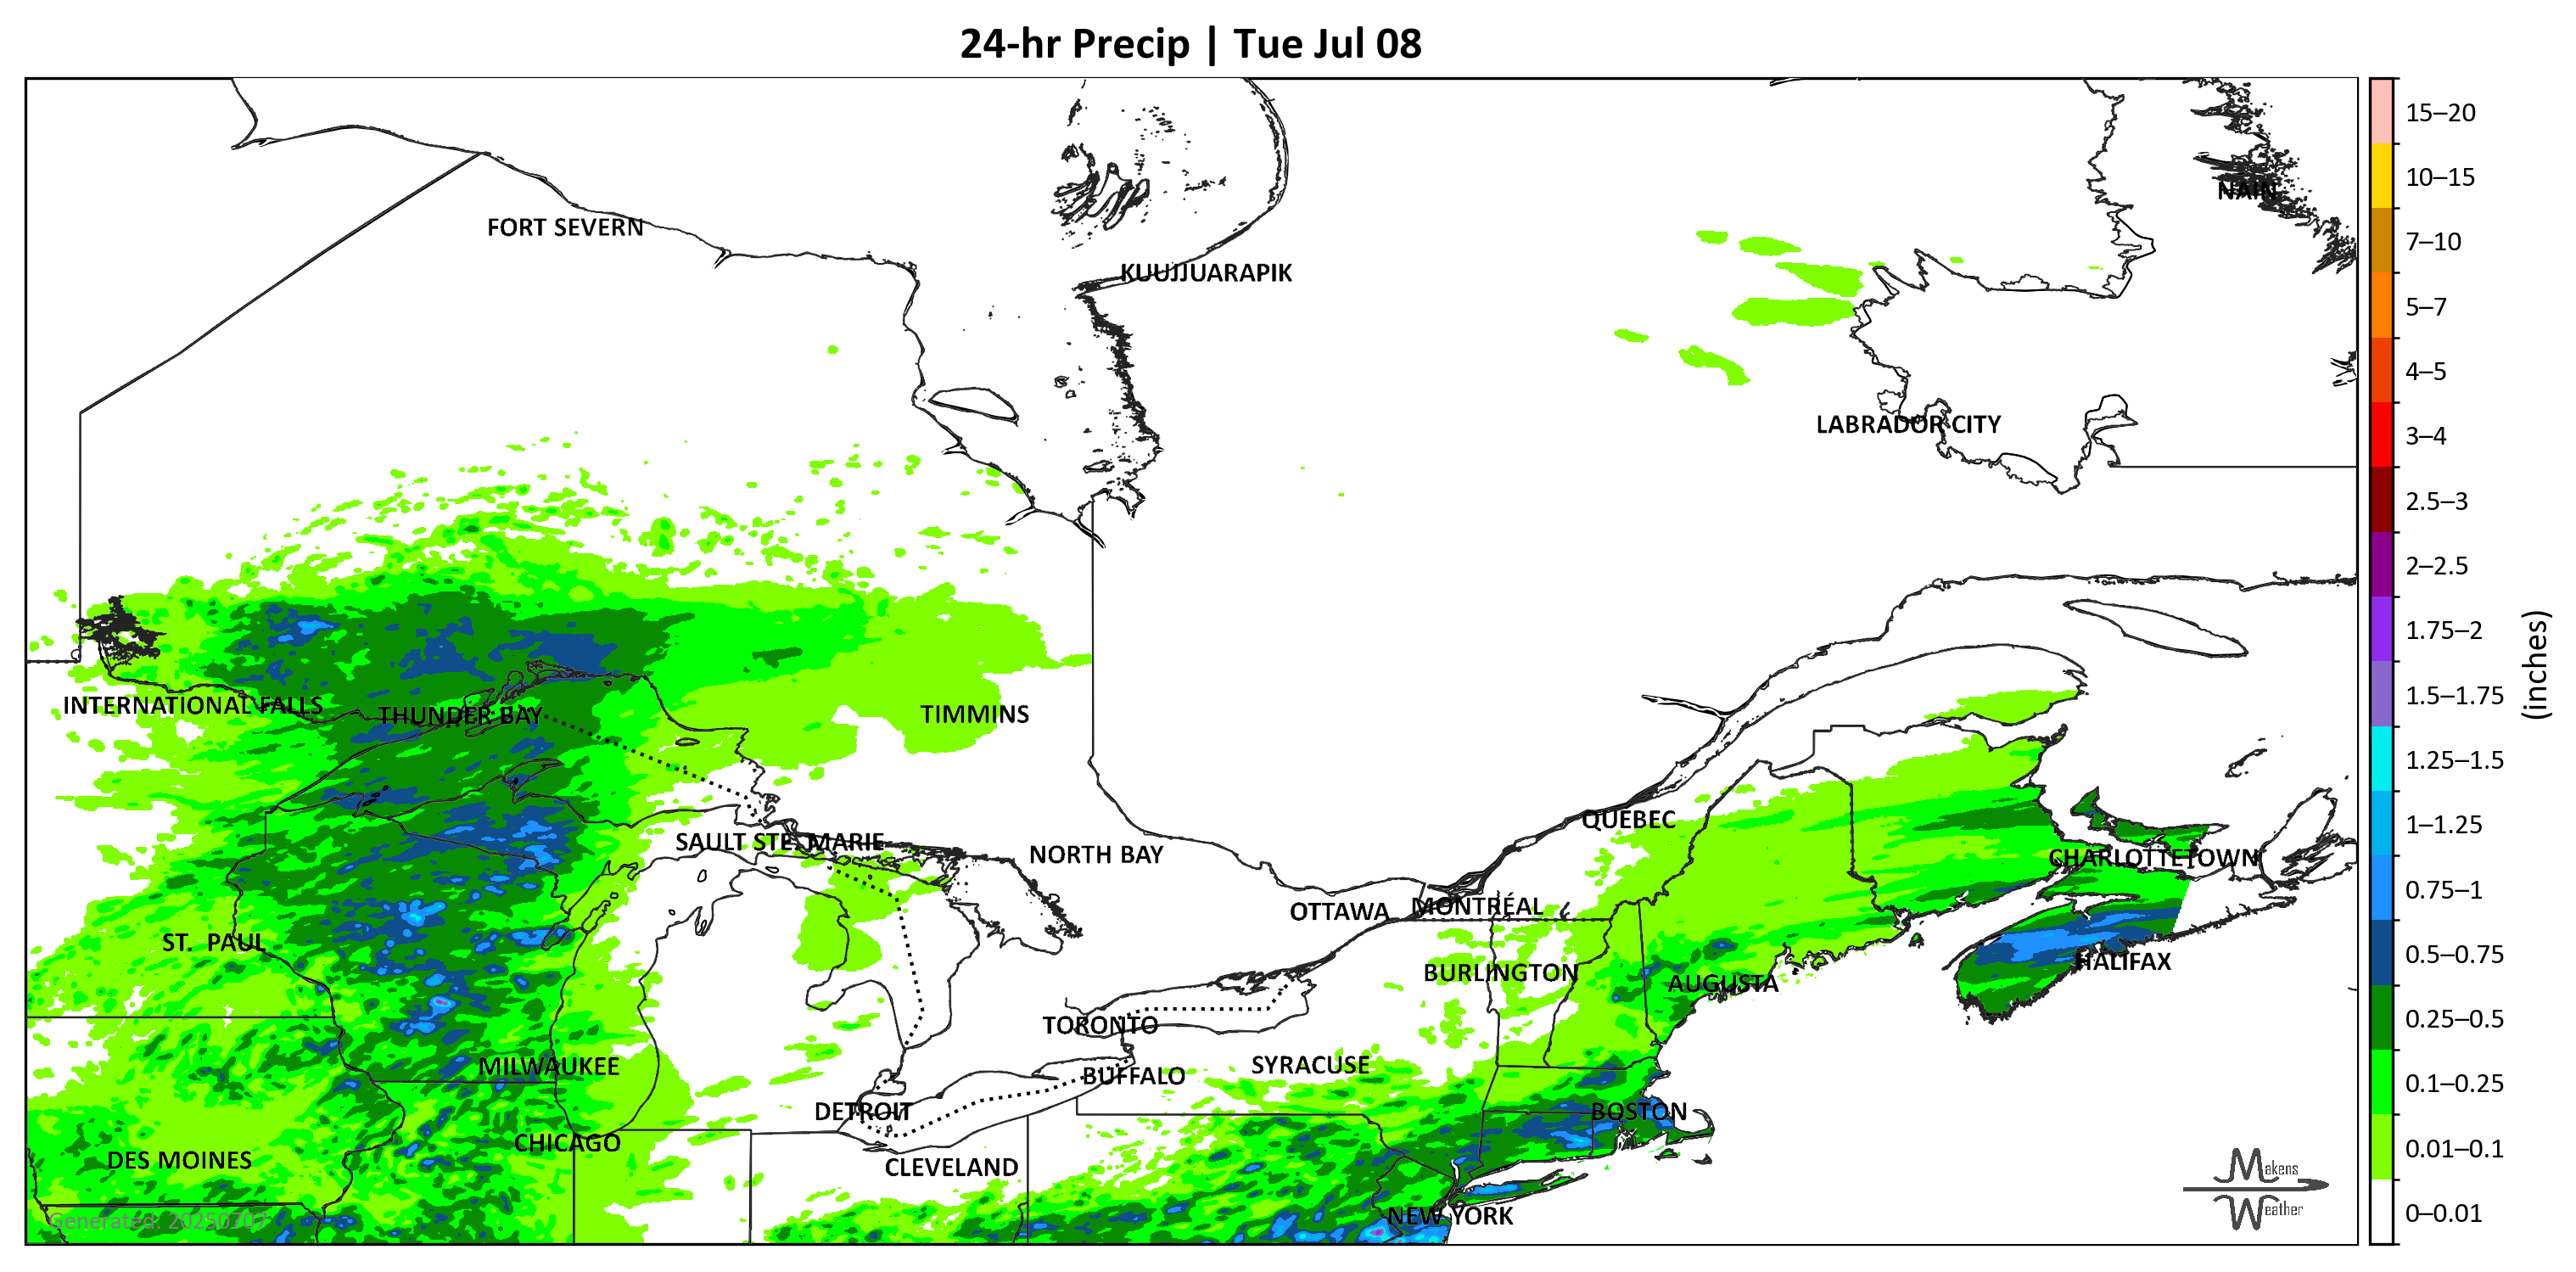 24-hr Precip | Tue Jul 08
NAIN
FORT SEVERN
KUUJJUARAPIK
LABRADOR CITY
INTERNATIONAL FALLS
THUNDER BAY
TIMMINS
QUÉBEC
SAULT STE. MARIE
NORTH BAY
CHARLOTTETOWN
OTTAWA
MONTRÉAL
ST. PAUL
HALIFAX
BURLINGTON
AUGUSTA
TORONTO
SYRACUSE
MILWAUKEE
BUFFALO
DETROIT
BOSTON
CHICAGO
DES MOINES
CLEVELAND
NEW YORK
Generated: 20250707
Makens
Weather
15–20
10–15
7–10
5–7
4–5
3–4
2.5–3
2–2.5
1.75–2
1.5–1.75
1.25–1.5
1–1.25
0.75–1
0.5–0.75
0.25–0.5
0.1–0.25
0.01–0.1
0–0.01
(inches)